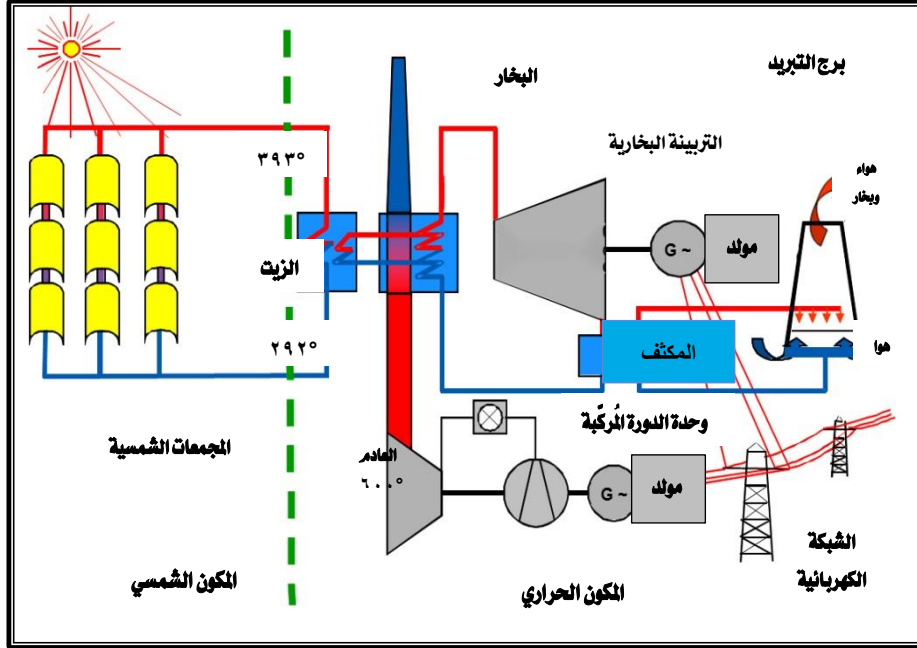 برج التبريد
البخار
التربينة البخارية
٣٩٣°
هواء
وبخار
G ~
مولد
الزيت
٢٩٢°
المكثف
هوا
وحدة الدورة المُركّبة
المجمعات الشمسية
العادم
٦٠٠°
G ~
مولد
الشبكة
الكهربائية
المكون الشمسي
المكون الحراري